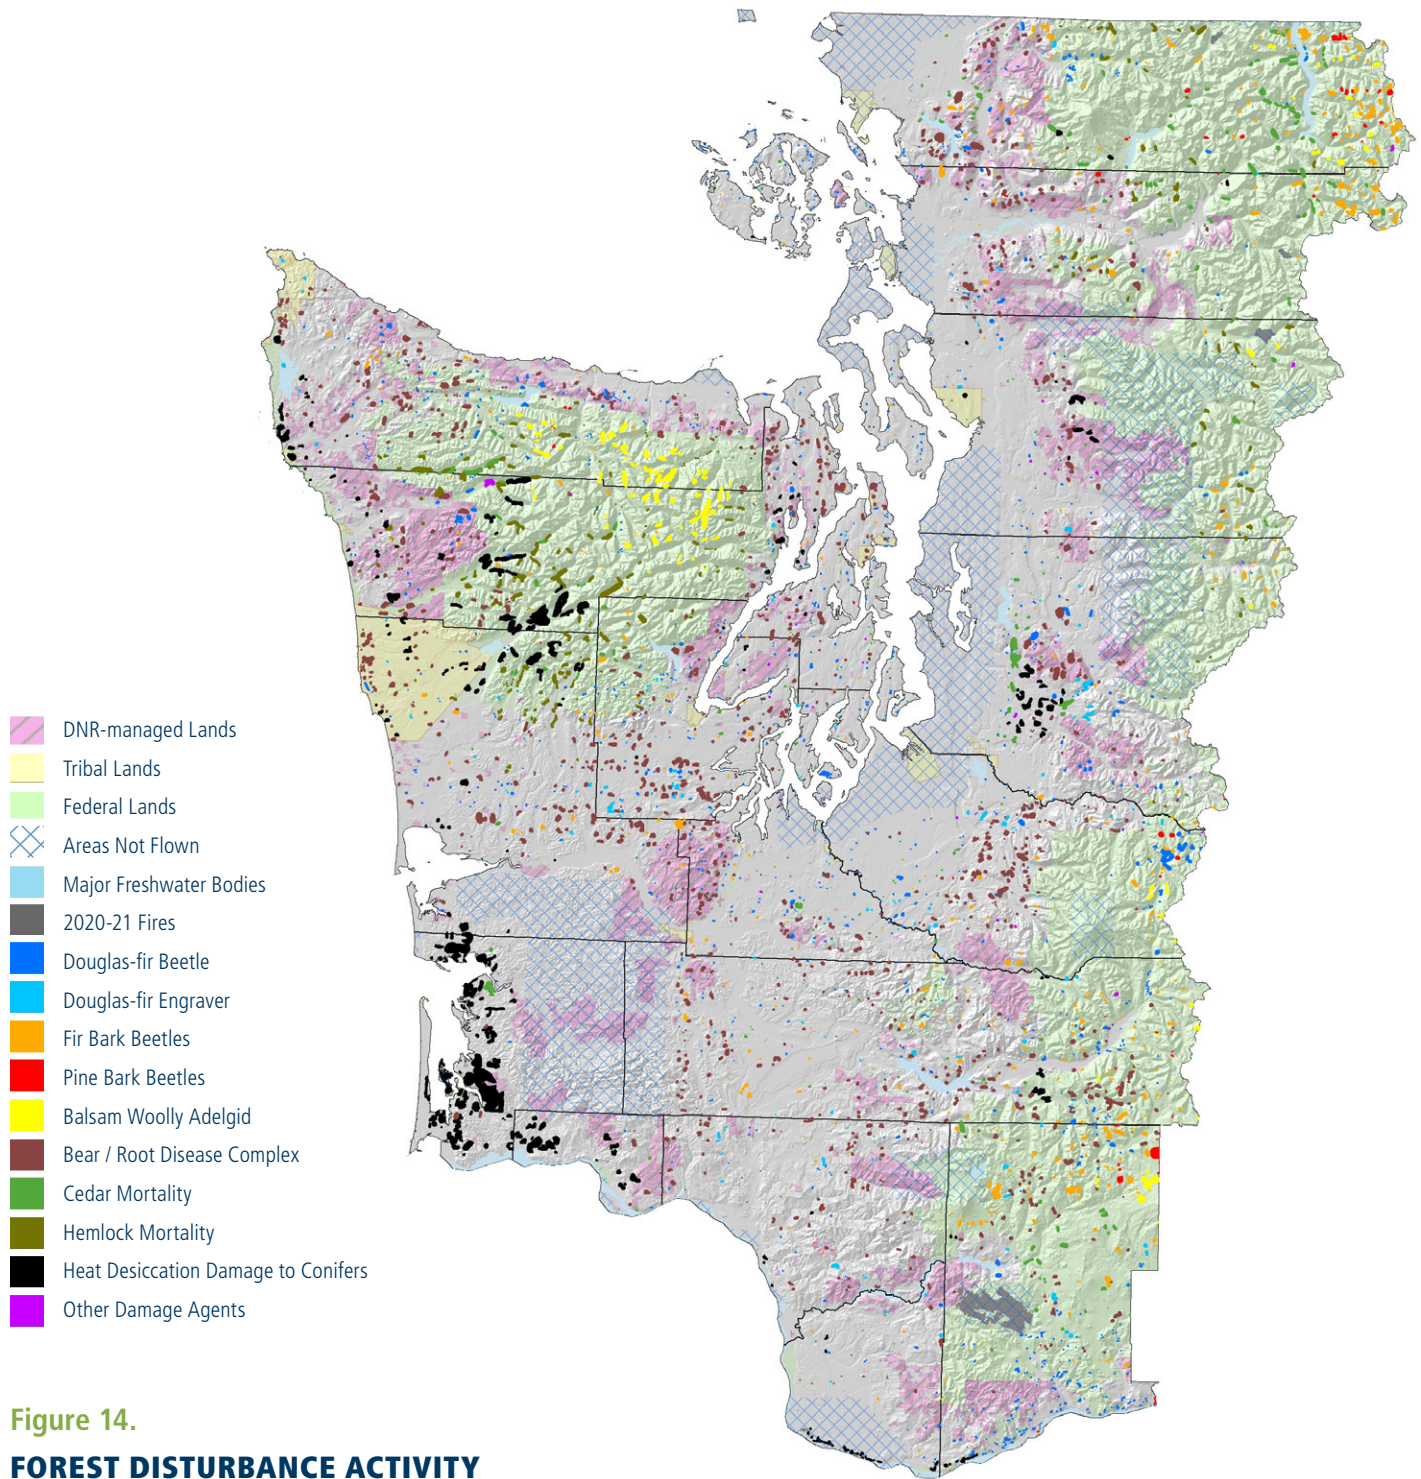 DNR-managed Lands
Tribal Lands
Federal Lands
Areas Not Flown
Major Freshwater Bodies
2020-21 Fires
Douglas-fir Beetle
Douglas-fir Engraver
Fir Bark Beetles
Pine Bark Beetles
Balsam Woolly Adelgid
Bear / Root Disease Complex
Cedar Mortality
Hemlock Mortality
Heat Desiccation Damage to Conifers
Other Damage Agents
Figure 14.
FOREST DISTURBANCE ACTIVITY